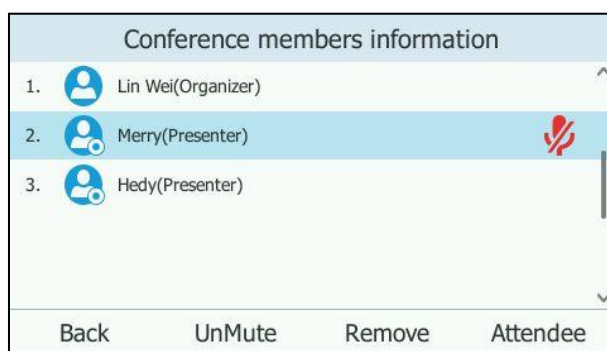 Conference members information
1. Lin Wei(Organizer)
2. Merry(Presenter)
3. Hedy(Presenter)
Back UnMute Remove Attendee